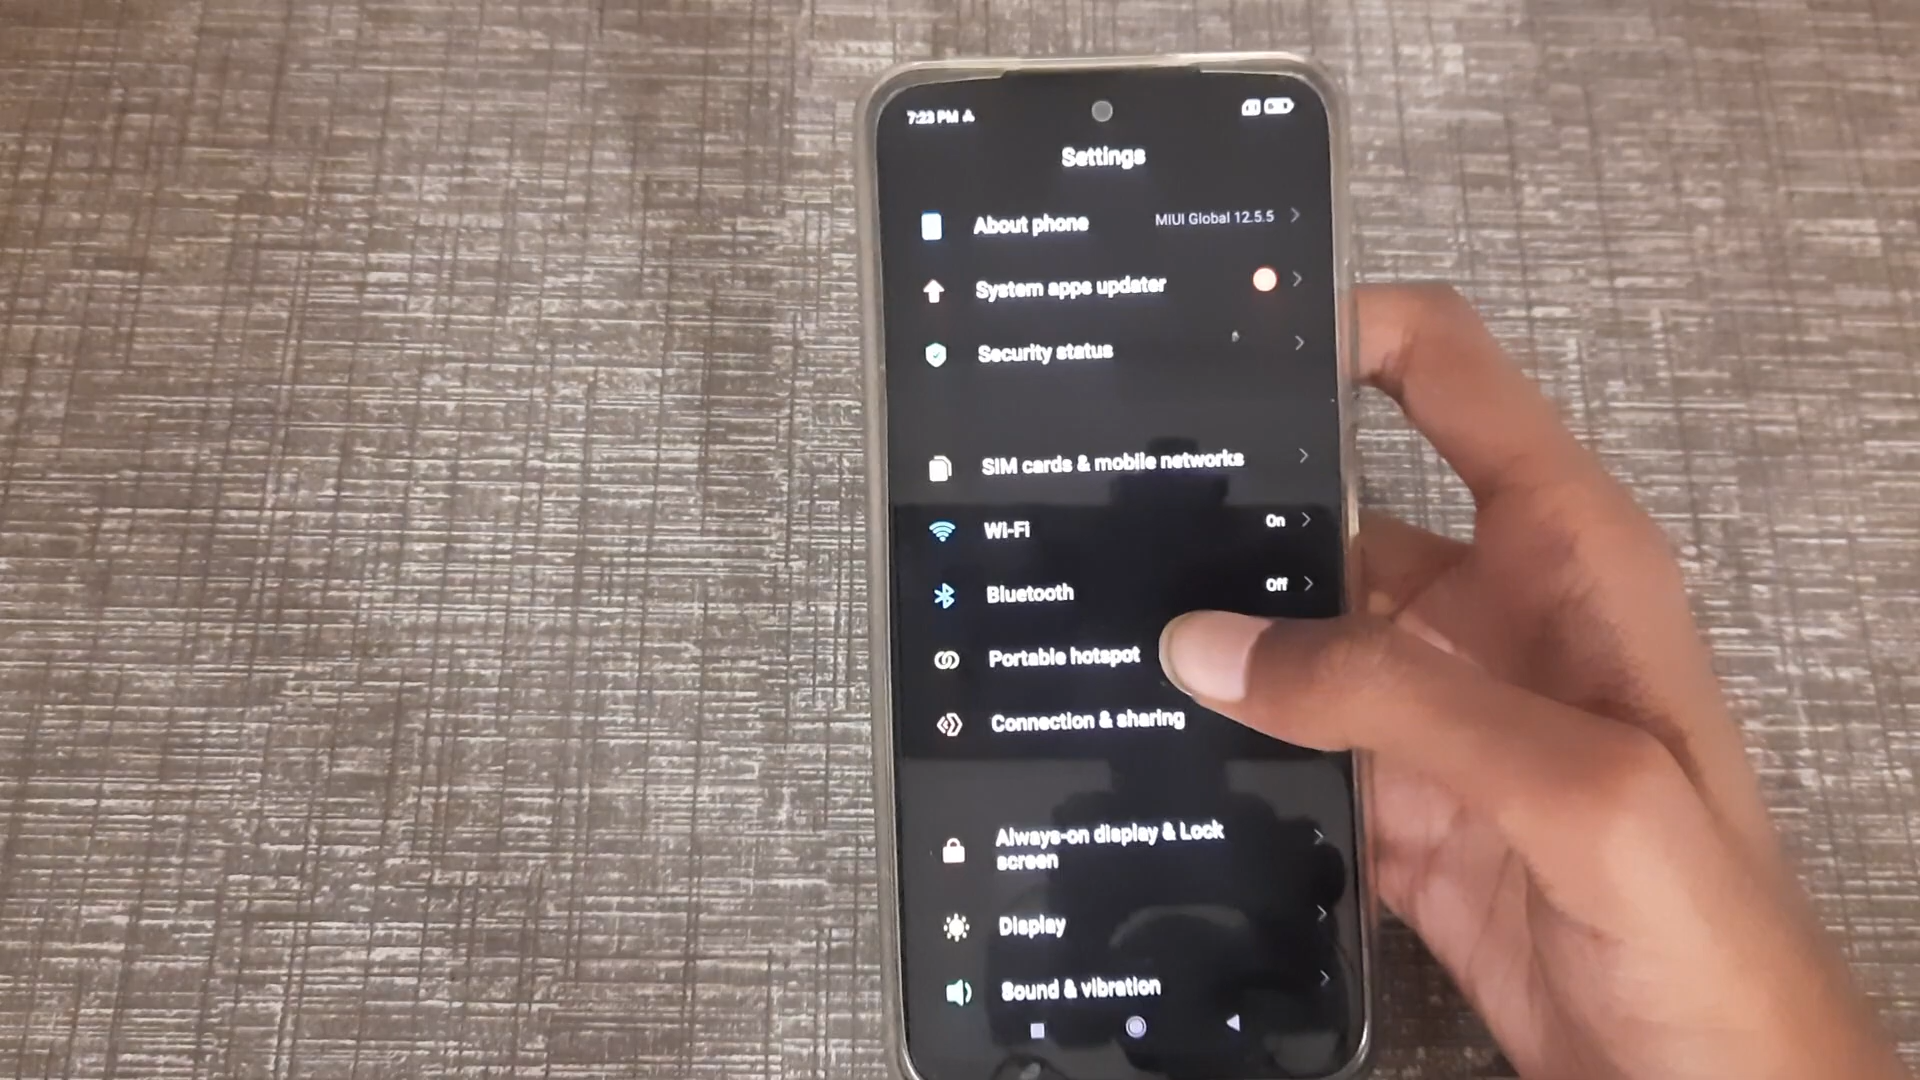 7:23 PM
Settings
About phone
MIUI Global 12.5.5
System apps updater
Security status
SIM cards & mobile networks
Wi-Fi
On
Bluetooth
Off
Portable hotspot
Connection & sharing
Always-on display & Lock
screen
Display
Sound & vibration